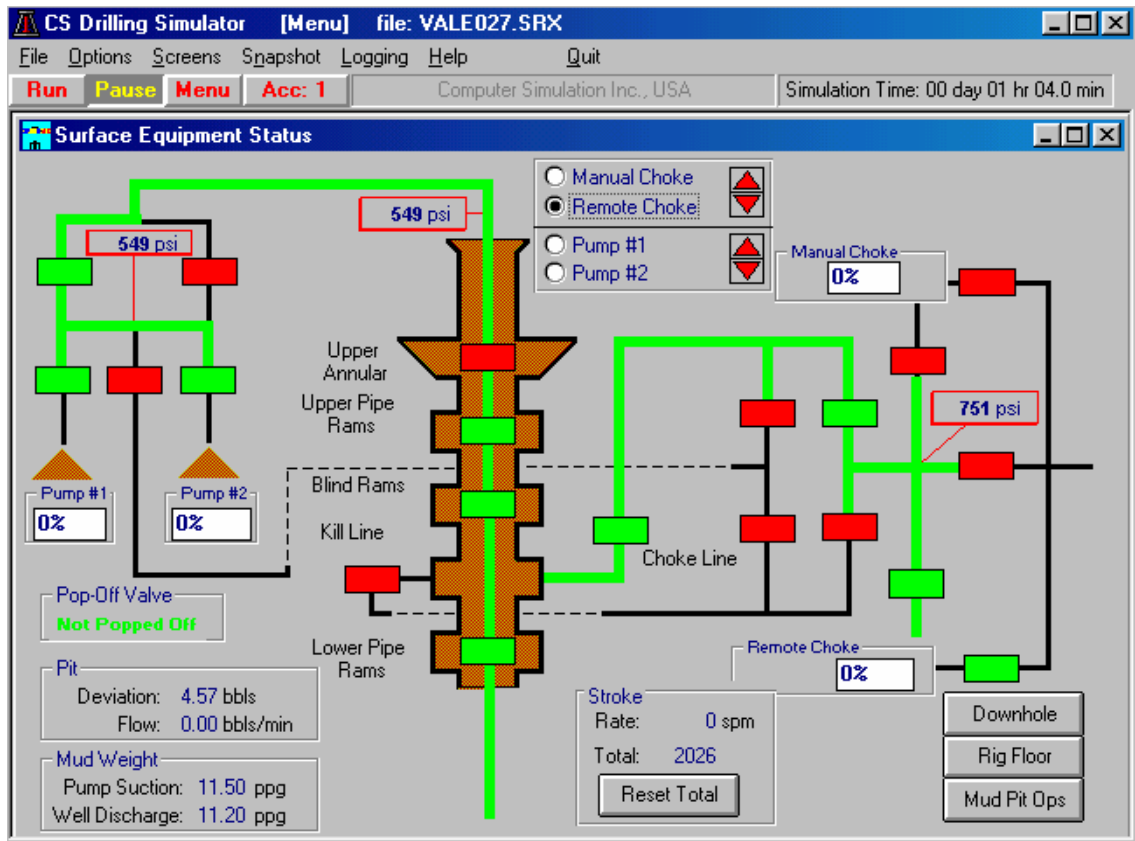 CS Drilling Simulator [Menu] file: VALE027.SRX
File Options Screens Snapshot Logging Help Quit
Run Pause Menu Acc: 1 Computer Simulation Inc., USA Simulation Time: 00 day 01 hr 04.0 min
Surface Equipment Status
Manual Choke
Remote Choke
Pump #1
Pump #2
549 psi
549 psi
Manual Choke
0%
Upper
Annular
Upper Pipe
Rams
751 psi
Blind Rams
Kill Line
Choke Line
Pump #1
0%
Pump #2
0%
Pop-Off Valve
Not Popped Off
Lower Pipe
Rams
Remote Choke
0%
Pit
Deviation: 4.57 bbls
Flow: 0.00 bbls/min
Mud Weight
Pump Suction: 11.50 ppg
Well Discharge: 11.20 ppg
Stroke
Rate: 0 spm
Total: 2026
Reset Total
Downhole
Rig Floor
Mud Pit Ops